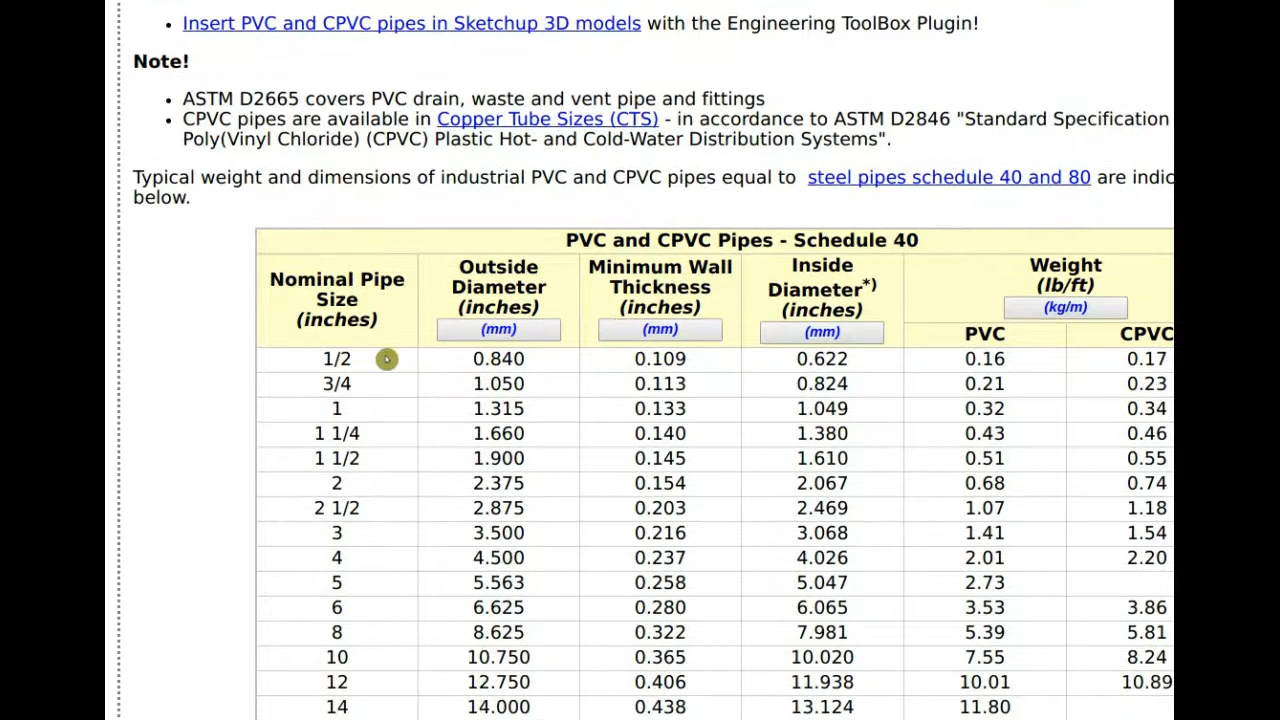 Insert PVC and CPVC pipes in Sketchup 3D models with the Engineering ToolBox Plugin!
Note!
ASTM D2665 covers PVC drain, waste and vent pipe and fittings
CPVC pipes are available in Copper Tube Sizes (CTS) - in accordance to ASTM D2846 "Standard Specification
Poly(Vinyl Chloride) (CPVC) Plastic Hot- and Cold-Water Distribution Systems".
Typical weight and dimensions of industrial PVC and CPVC pipes equal to steel pipes schedule 40 and 80 are indic
below.
PVC and CPVC Pipes - Schedule 40
Nominal Pipe
Size
(inches)
Outside
Diameter
(inches)
(mm)
Minimum Wall
Thickness
(inches)
(mm)
Inside
Diameter*)
(inches)
(mm)
Weight
(lb/ft)
(kg/m)
PVC CPVC
1/2 0.840 0.109 0.622 0.16 0.17
3/4 1.050 0.113 0.824 0.21 0.23
1 1.315 0.133 1.049 0.32 0.34
1 1/4 1.660 0.140 1.380 0.43 0.46
1 1/2 1.900 0.145 1.610 0.51 0.55
2 2.375 0.154 2.067 0.68 0.74
2 1/2 2.875 0.203 2.469 1.07 1.18
3 3.500 0.216 3.068 1.41 1.54
4 4.500 0.237 4.026 2.01 2.20
5 5.563 0.258 5.047 2.73
6 6.625 0.280 6.065 3.53 3.86
8 8.625 0.322 7.981 5.39 5.81
10 10.750 0.365 10.020 7.55 8.24
12 12.750 0.406 11.938 10.01 10.89
14 14.000 0.438 13.124 11.80